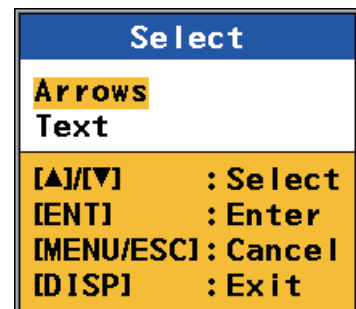 Select
Arrows
Text
[▲]/[▼] :Select
[ENT] :Enter
[MENU/ESC]:Cancel
[DISP] :Exit